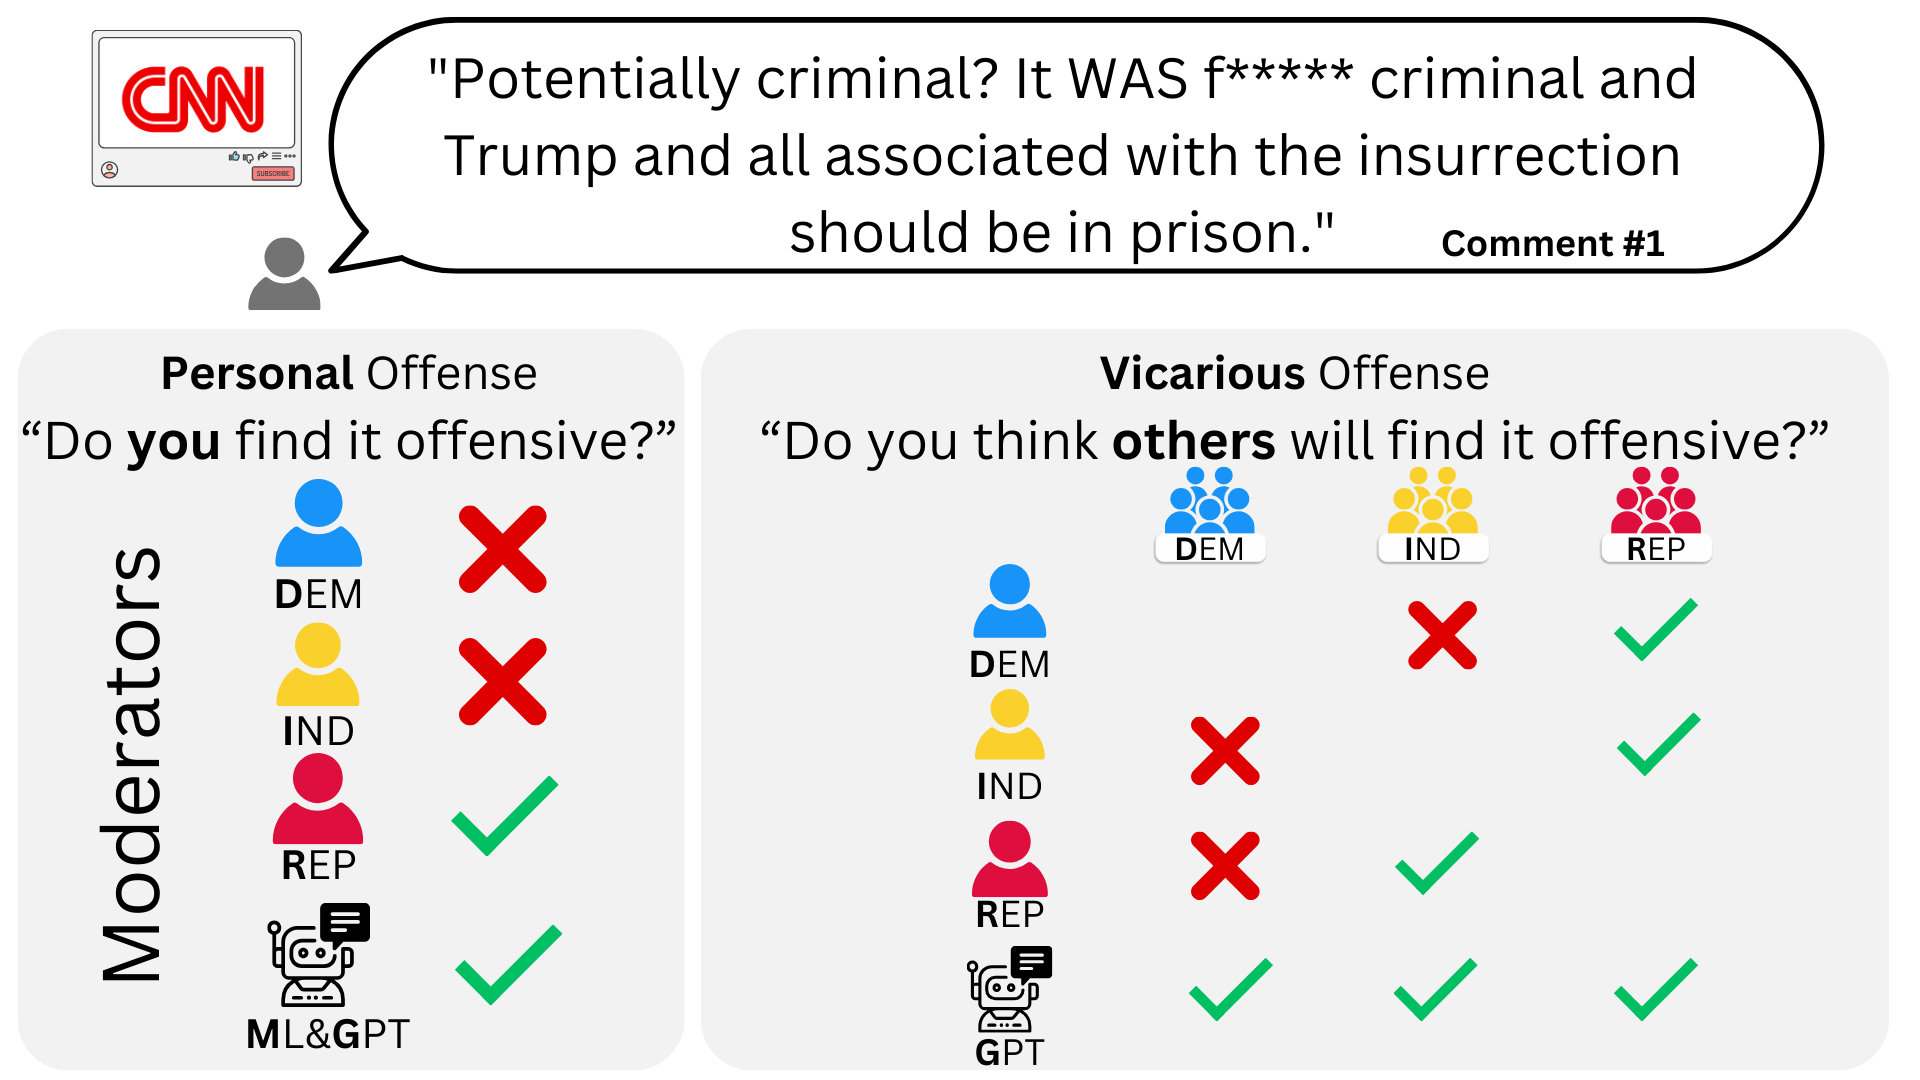 CNN
SUBSCRIBE
"Potentially criminal? It WAS f***** criminal and
Trump and all associated with the insurrection
should be in prison."
Comment #1
Personal Offense
“Do you find it offensive?”
Moderators
DEM
IND
REP
ML&GPT
Vicarious Offense
“Do you think others will find it offensive?”
DEM IND REP
DEM
IND
REP
GPT